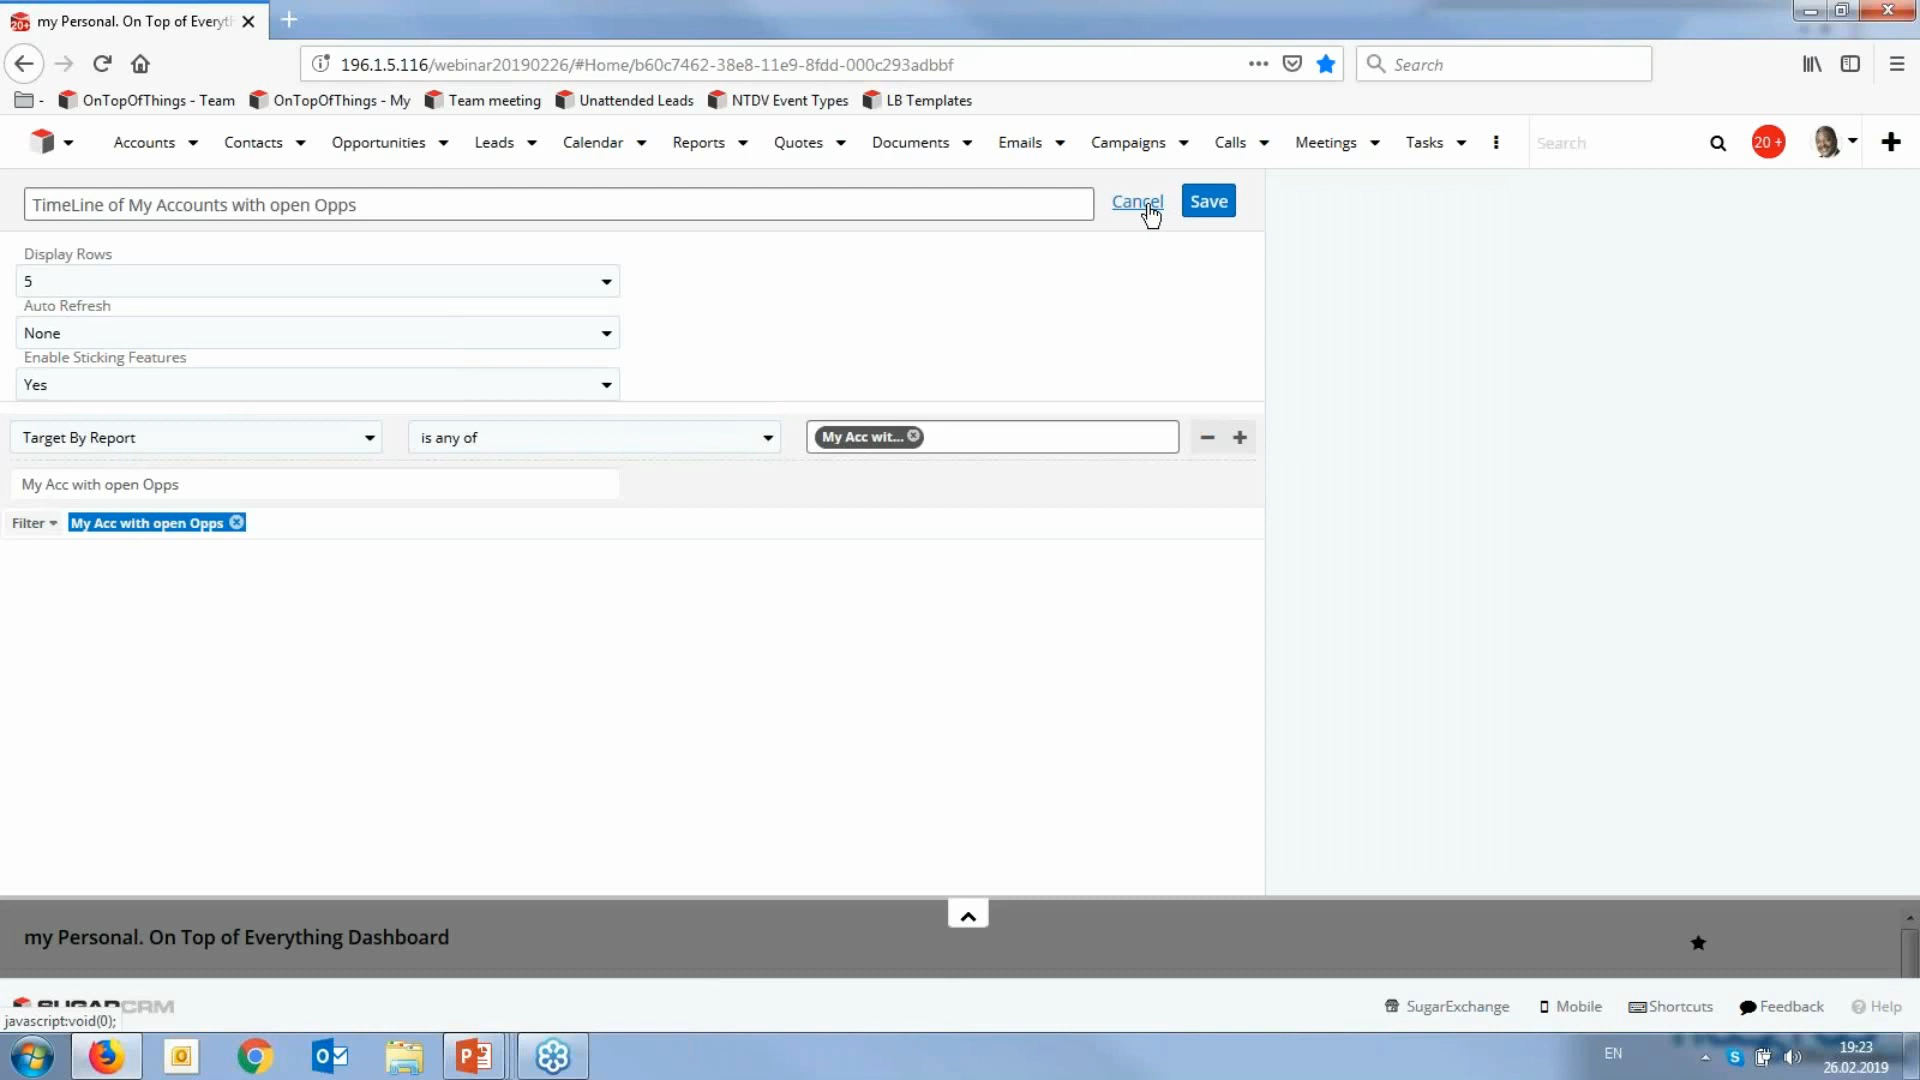 my Personal. On Top of Everyt
196.1.5.116/webinar20190226/#Home/b60c7462-38e8-11e9-8fdd-000c293adbbf
Search
- OnTopOfThings - Team OnTopOfThings - My Team meeting Unattended Leads NTDV Event Types LB Templates
Accounts Contacts Opportunities Leads Calendar Reports Quotes Documents Emails Campaigns Calls Meetings Tasks Search 20+
TimeLine of My Accounts with open Opps Cancel Save
Display Rows
5
Auto Refresh
None
Enable Sticking Features
Yes
Target By Report is any of My Acc wit...
My Acc with open Opps
Filter My Acc with open Opps
my Personal. On Top of Everything Dashboard
SUGARCRM SugarExchange Mobile Shortcuts Feedback Help
javascript:void(0);
EN 19:23
26.02.2019